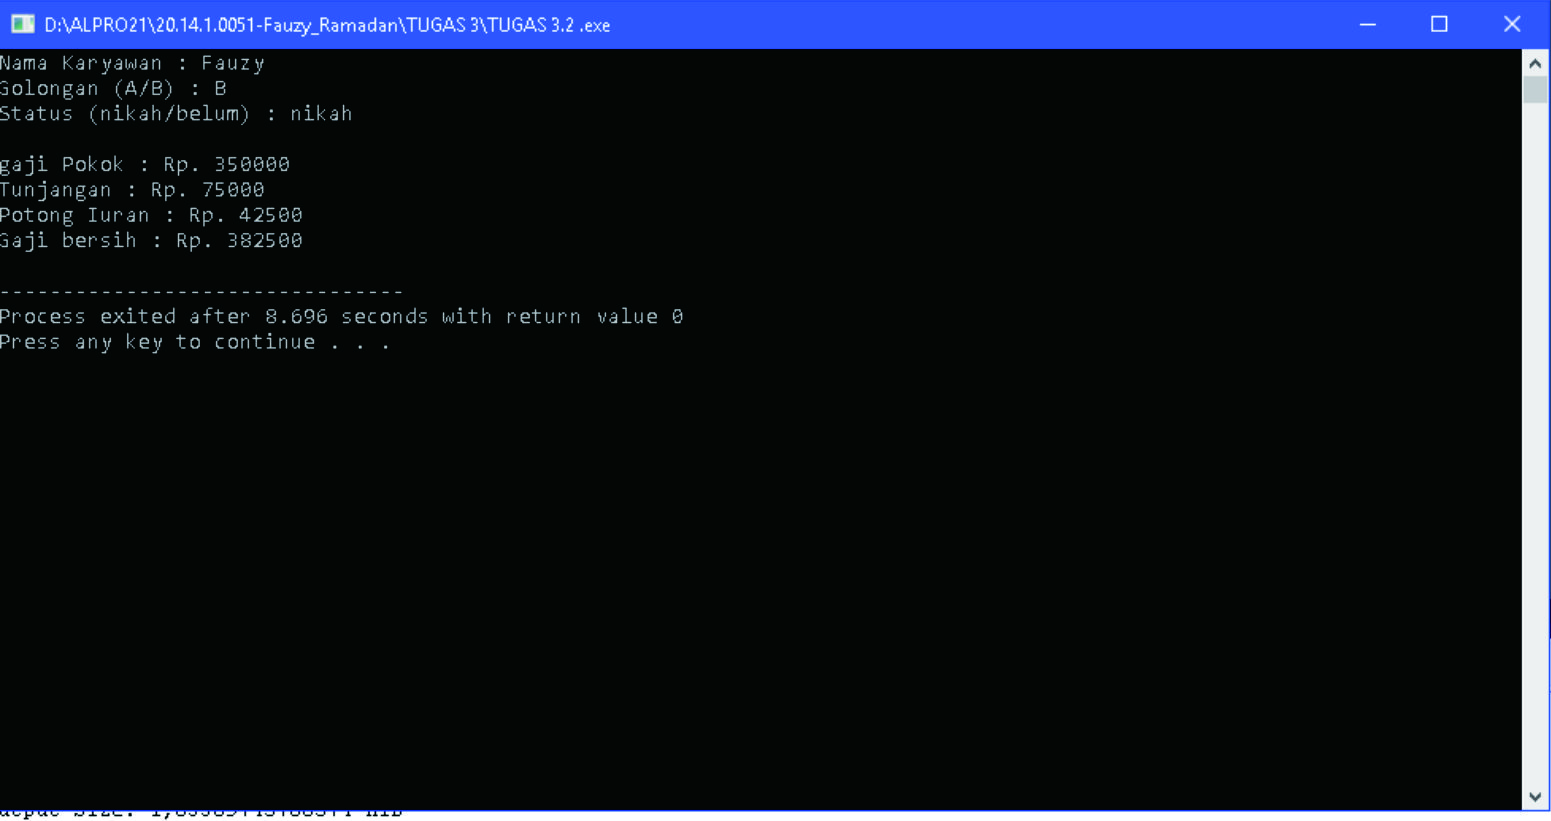 D:\ALPRO21\20.14.1.0051-Fauzy_Ramadan\TUGAS 3\TUGAS 3.2 .exe
Nama Karyawan : Fauzy
Golongan (A/B) : B
Status (nikah/belum) : nikah
gaji Pokok : Rp. 350000
Tunjangan : Rp. 75000
Potong Iuran : Rp. 42500
Gaji bersih : Rp. 382500
--------------------------------
Process exited after 8.696 seconds with return value 0
Press any key to continue . . .